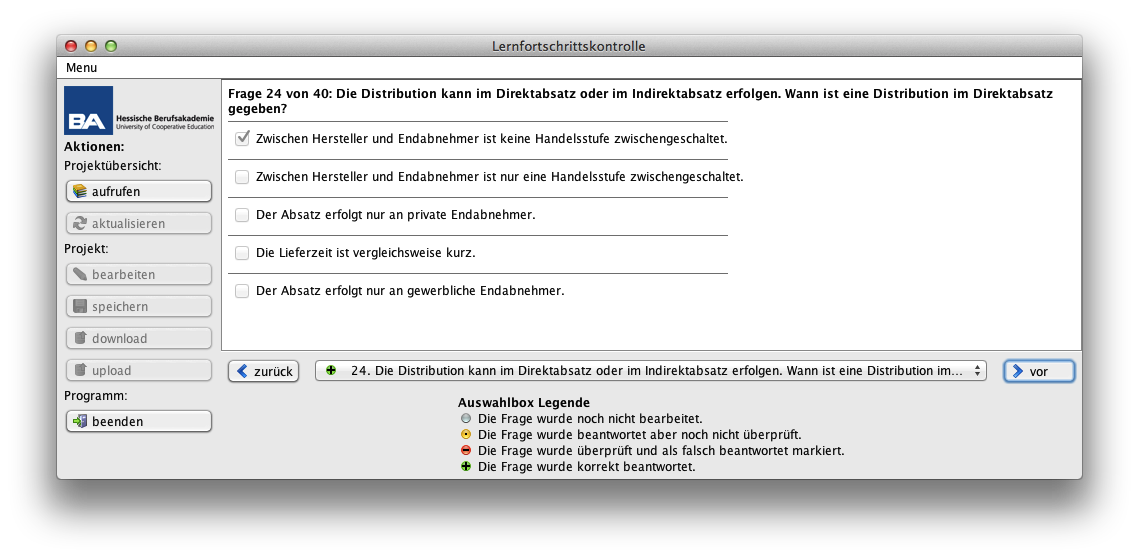 Lernfortschrittskontrolle
Menu
BA Hessische Berufsakademie
University of Cooperative Education
Aktionen:
Projektübersicht:
aufrufen
aktualisieren
Projekt:
bearbeiten
speichern
download
upload
Programm:
beenden
Frage 24 von 40: Die Distribution kann im Direktabsatz oder im Indirektabsatz erfolgen. Wann ist eine Distribution im Direktabsatz
gegeben?
Zwischen Hersteller und Endabnehmer ist keine Handelsstufe zwischengeschaltet.
Zwischen Hersteller und Endabnehmer ist nur eine Handelsstufe zwischengeschaltet.
Der Absatz erfolgt nur an private Endabnehmer.
Die Lieferzeit ist vergleichsweise kurz.
Der Absatz erfolgt nur an gewerbliche Endabnehmer.
zurück
24. Die Distribution kann im Direktabsatz oder im Indirektabsatz erfolgen. Wann ist eine Distribution im...
vor
Auswahlbox Legende
Die Frage wurde noch nicht bearbeitet.
Die Frage wurde beantwortet aber noch nicht überprüft.
Die Frage wurde überprüft und als falsch beantwortet markiert.
Die Frage wurde korrekt beantwortet.